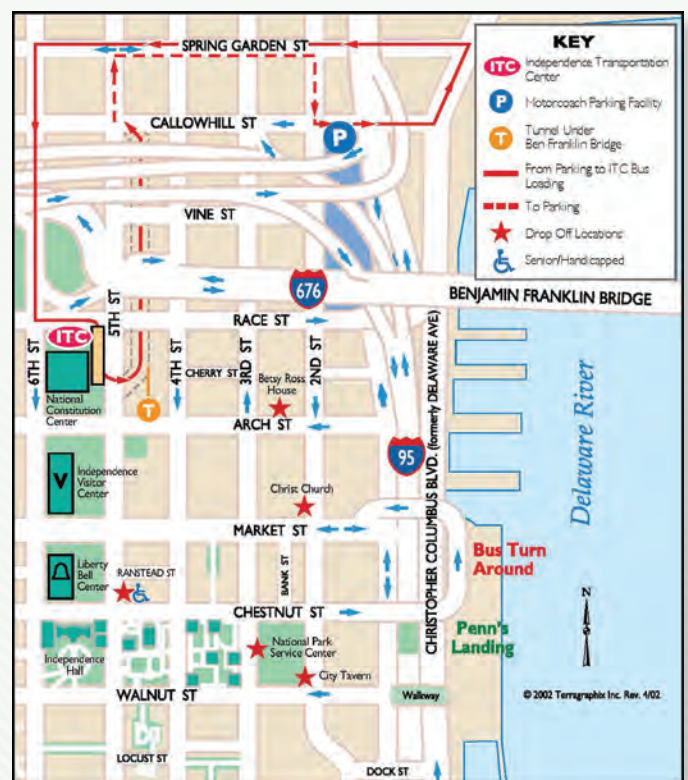 SPRING GARDEN ST
CALLOWHILL ST
P
VINE ST
KEY
ITC
Independence Transportation
Center
P
Motorcoach Parking Facility
T
Tunnel Under
Ben Franklin Bridge
From Parking to ITC Bus
Loading
To Parking
Drop Off Locations
Senior/Handicapped
676
BENJAMIN FRANKLIN BRIDGE
RACE ST
ITC
6TH ST
5TH ST
4TH ST
3RD ST
2ND ST
CHERRY ST
National
Constitution
Center
T
Betsy Ross
House
ARCH ST
95
CHRISTOPHER COLUMBUS BLVD. (formerly DELAWARE AVE)
Delaware River
V
Independence
Visitor
Center
Christ Church
MARKET ST
Bus Turn
Around
Liberty
Bell
Center
RANSTEAD ST
BANK ST
CHESTNUT ST
Penn's
Landing
N
Independence
Hall
National Park
Service Center
City Tavern
WALNUT ST
Walkway
© 2002 Terragraphix Inc. Rev. 4/02
LOCUST ST
DOCK ST